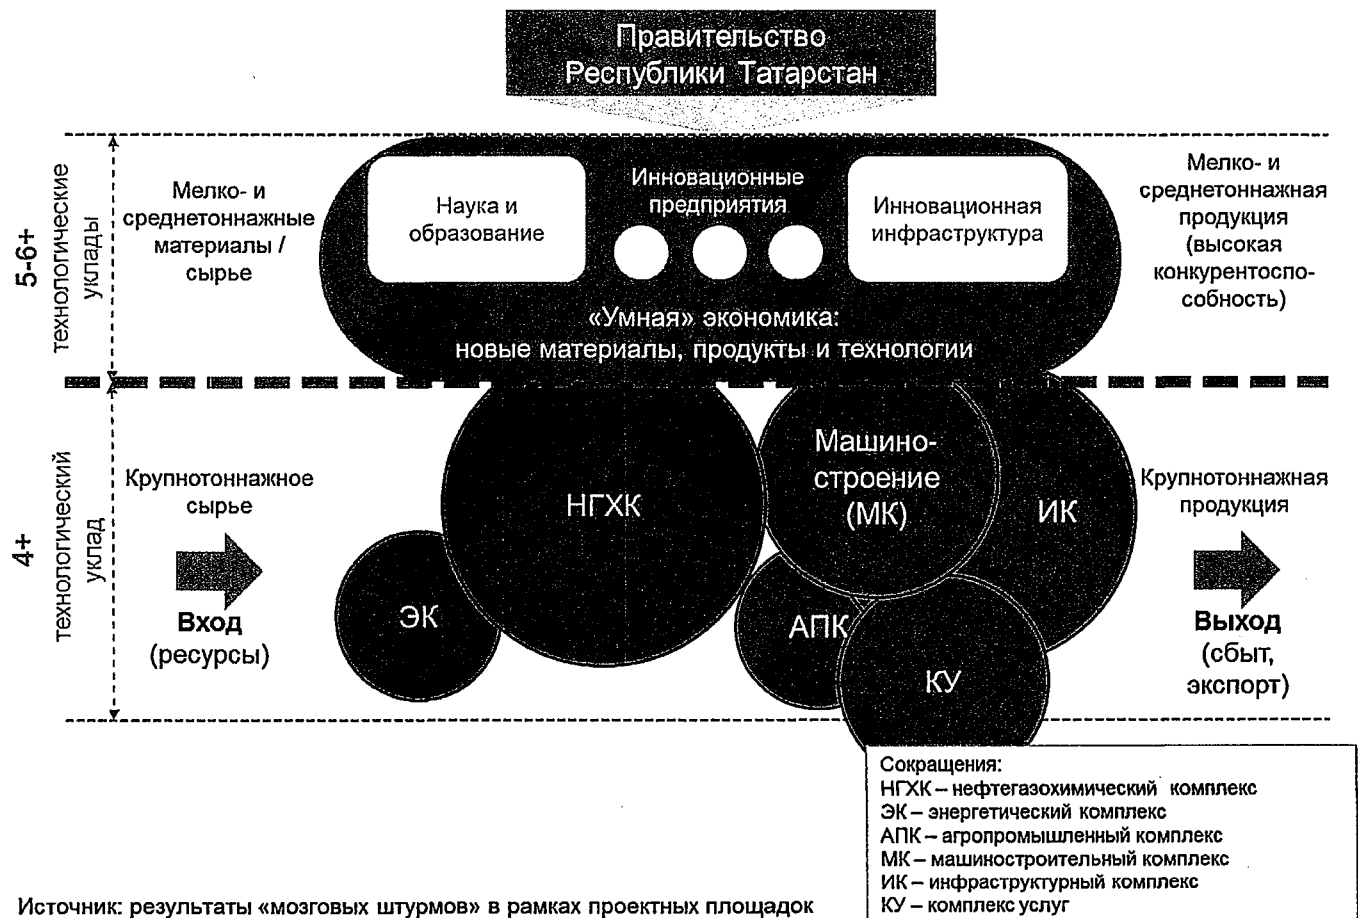 Правительство
Республики Татарстан
5-6+
технологические
уклады
Мелко- и
среднетоннажные
материалы /
сырье
Наука и
образование
Инновационные
предприятия
Инновационная
инфраструктура
«Умная» экономика:
новые материалы, продукты и технологии
Мелко- и
среднетоннажная
продукция
(высокая
конкурентоспо-
собность)
4+
технологический
уклад
Крупнотоннажное
сырье
Вход
(ресурсы)
ЭК
НГХК
Машино-
строение
(МК)
ИК
АПК
КУ
Крупнотоннажная
продукция
Выход
(сбыт,
экспорт)
Сокращения:
НГХК – нефтегазохимический комплекс
ЭК – энергетический комплекс
АПК – агропромышленный комплекс
МК – машиностроительный комплекс
ИК – инфраструктурный комплекс
КУ – комплекс услуг
Источник: результаты «мозговых штурмов» в рамках проектных площадок